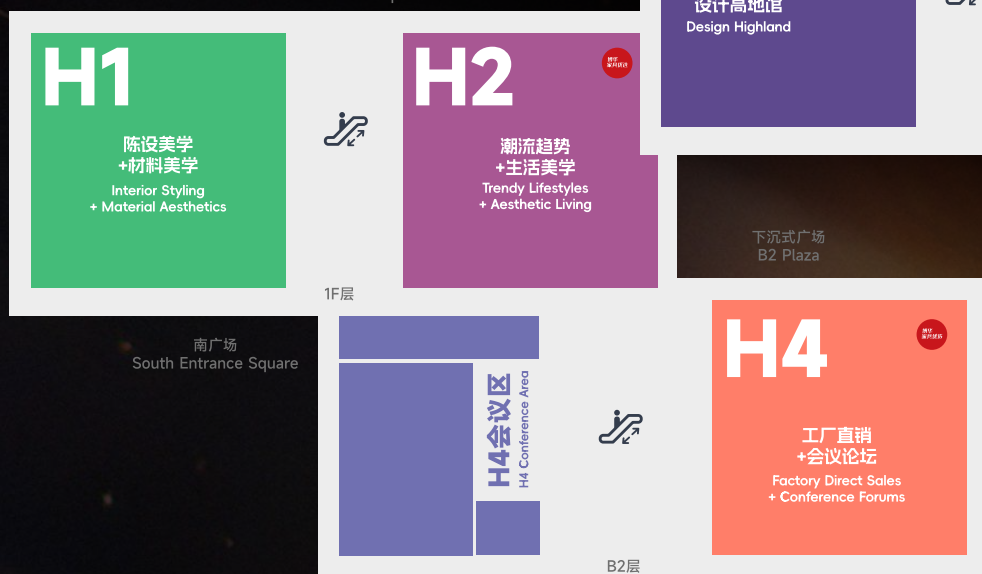 设计高地馆
Design Highland
H1
陈设美学
+材料美学
Interior Styling
+ Material Aesthetics
H2
潮流趋势
+生活美学
Trendy Lifestyles
+ Aesthetic Living
下沉式广场
B2 Plaza
1F层
南广场
South Entrance Square
H4会议区
H4 Conference Area
H4
工厂直销
+会议论坛
Factory Direct Sales
+ Conference Forums
B2层